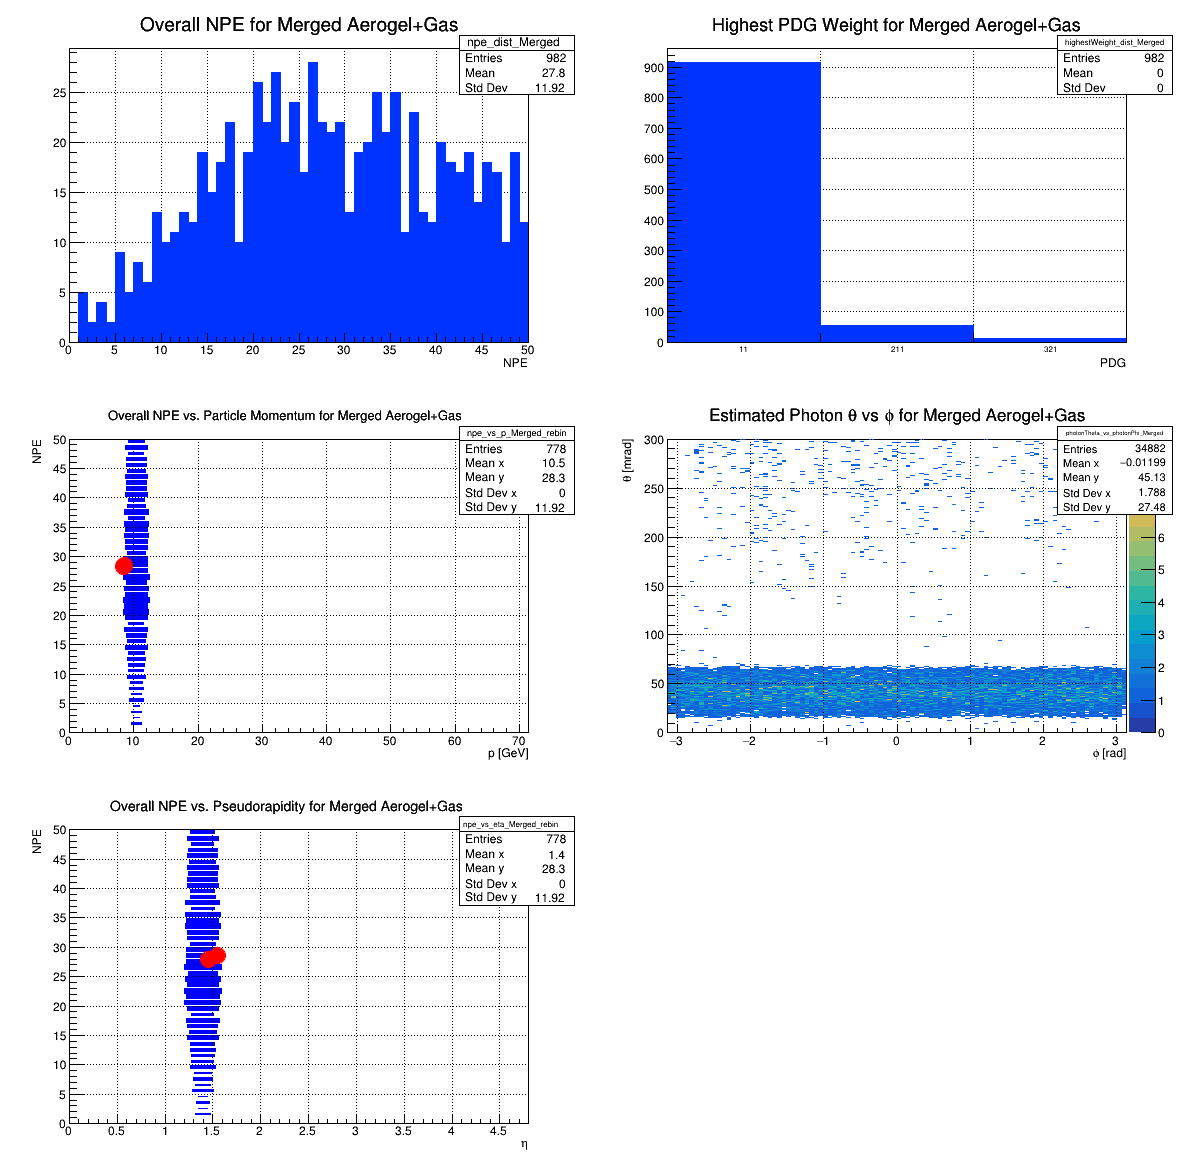 Overall NPE for Merged Aerogel+Gas
npe_dist_Merged
Entries 982
Mean 27.8
Std Dev 11.92
25
20
15
10
5
0
0 5 10 15 20 25 30 35 40 45 50
NPE
Highest PDG Weight for Merged Aerogel+Gas
highestWeight_dist_Merged
Entries 982
Mean 0
Std Dev 0
900
800
700
600
500
400
300
200
100
0
11 211 321
PDG
Overall NPE vs. Particle Momentum for Merged Aerogel+Gas
npe_vs_p_Merged_rebin
Entries 778
Mean x 10.5
Mean y 28.3
Std Dev x 0
Std Dev y 11.92
NPE
50
45
40
35
30
25
20
15
10
5
0
0 10 20 30 40 50 60 70
p [GeV]
Estimated Photon θ vs ϕ for Merged Aerogel+Gas
photonTheta_vs_photonPhi_Merged
Entries 34882
Mean x −0.01199
Mean y 45.13
Std Dev x 1.788
Std Dev y 27.48
θ [mrad]
300
250
200
150
100
50
0
−3 −2 −1 0 1 2 3
ϕ [rad]
6
5
4
3
2
1
0
Overall NPE vs. Pseudorapidity for Merged Aerogel+Gas
npe_vs_eta_Merged_rebin
Entries 778
Mean x 1.4
Mean y 28.3
Std Dev x 0
Std Dev y 11.92
NPE
50
45
40
35
30
25
20
15
10
5
0
0 0.5 1 1.5 2 2.5 3 3.5 4 4.5
η